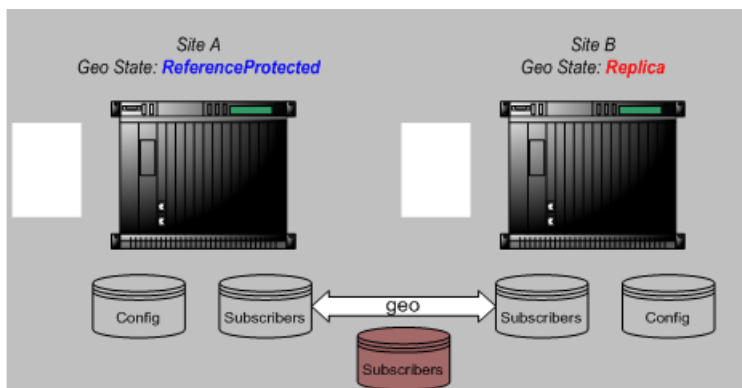 Site A
Geo State: ReferenceProtected
Site B
Geo State: Replica
Config
Subscribers
geo
Subscribers
Config
Subscribers